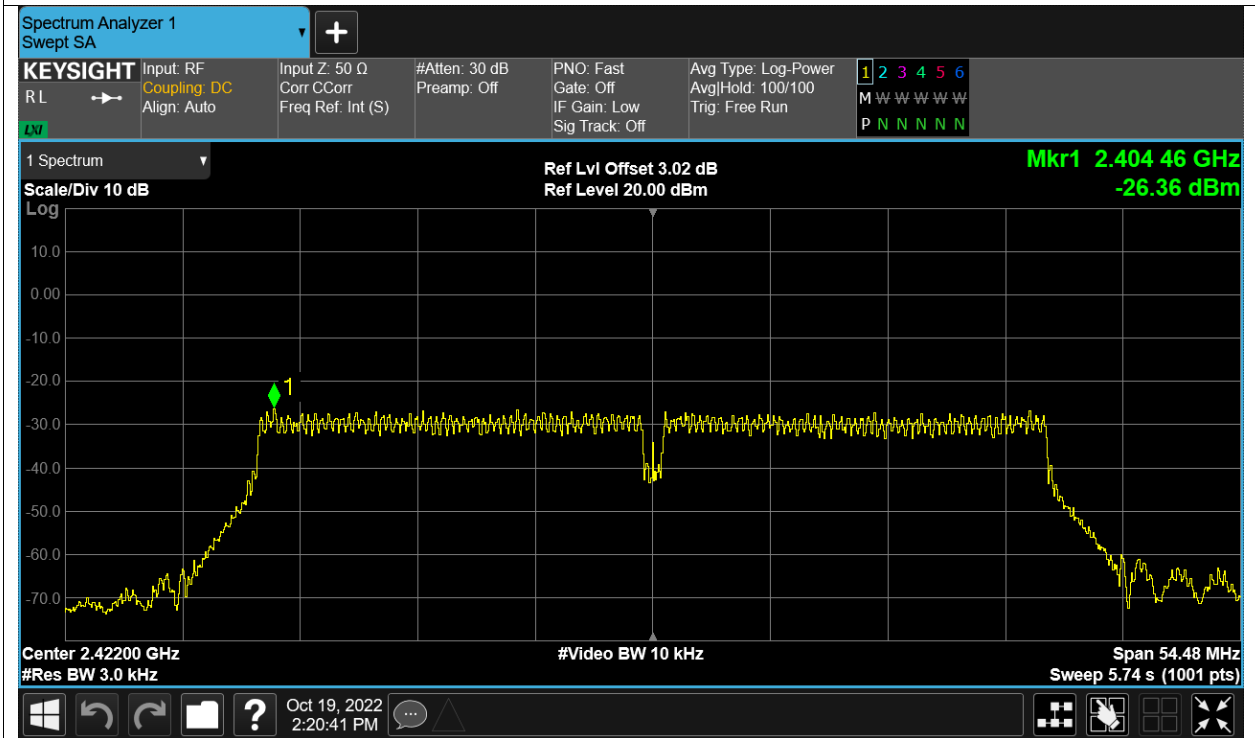 Spectrum Analyzer 1
Swept SA
+
KEYSIGHT
RL
LXI
Input: RF
Coupling: DC
Align: Auto
Input Z: 50 Ω
Corr CCorr
Freq Ref: Int (S)
#Atten: 30 dB
Preamp: Off
PNO: Fast
Gate: Off
IF Gain: Low
Sig Track: Off
Avg Type: Log-Power
Avg|Hold: 100/100
Trig: Free Run
1 2 3 4 5 6
M W W W W W
P N N N N N
1 Spectrum
Scale/Div 10 dB
Log
Ref Lvl Offset 3.02 dB
Ref Level 20.00 dBm
Mkr1 2.404 46 GHz
-26.36 dBm
10.0
0.00
-10.0
-20.0
1
-30.0
-40.0
-50.0
-60.0
-70.0
Center 2.42200 GHz
#Video BW 10 kHz
Span 54.48 MHz
#Res BW 3.0 kHz
Sweep 5.74 s (1001 pts)
?
Oct 19, 2022
2:20:41 PM